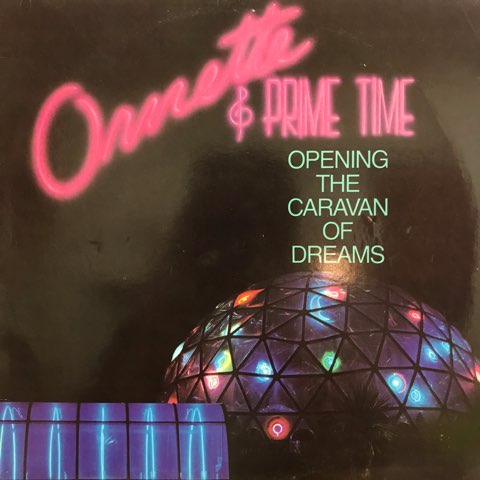 Ornette
& PRIME TIME
OPENING
THE
CARAVAN
OF
DREAMS